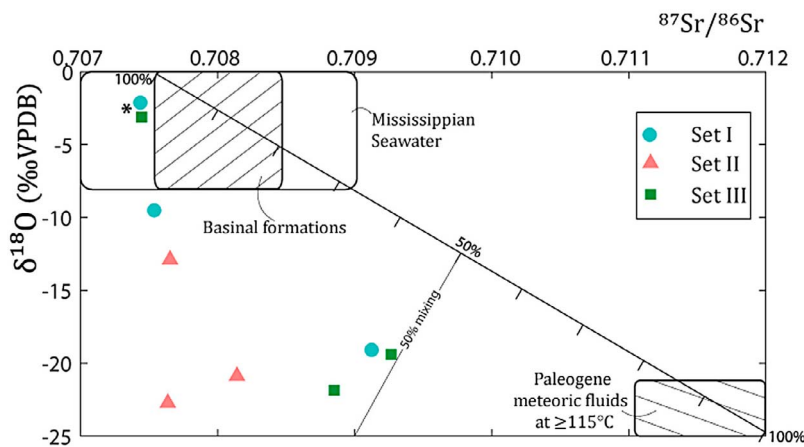 ⁸⁷Sr/⁸⁶Sr
0.707 0.708 0.709 0.710 0.711 0.712
0
-5
-10
-15
-20
-25
δ¹⁸O (‰VPDB)
100%
*
Mississippian
Seawater
Basinal formations
Set I
Set II
Set III
50%
50% mixing
Paleogene
meteoric fluids
at ≥115°C
100%